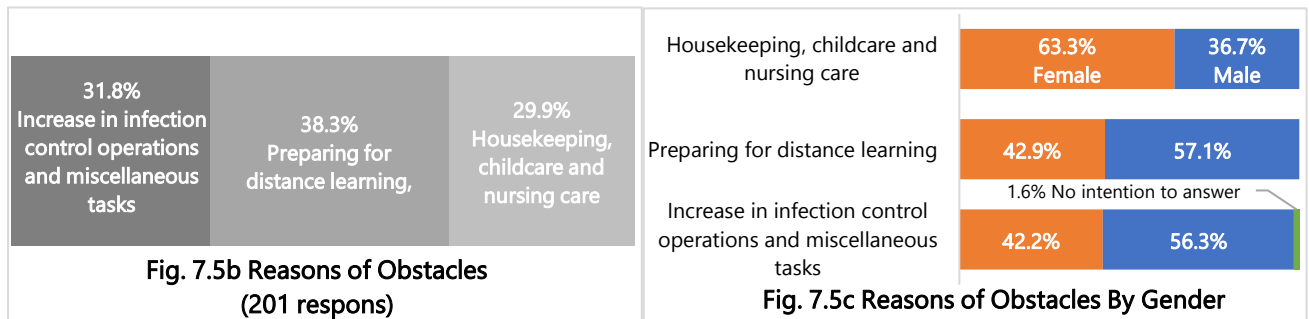 31.8%
Increase in infection
control operations
and miscellaneous
tasks
38.3%
Preparing for
distance learning,
29.9%
Housekeeping,
childcare and
nursing care
Fig. 7.5b Reasons of Obstacles
(201 respons)
Housekeeping, childcare and
nursing care
63.3%
Female
36.7%
Male
Preparing for distance learning
42.9%
57.1%
1.6% No intention to answer
Increase in infection control
operations and miscellaneous
tasks
42.2%
56.3%
Fig. 7.5c Reasons of Obstacles By Gender